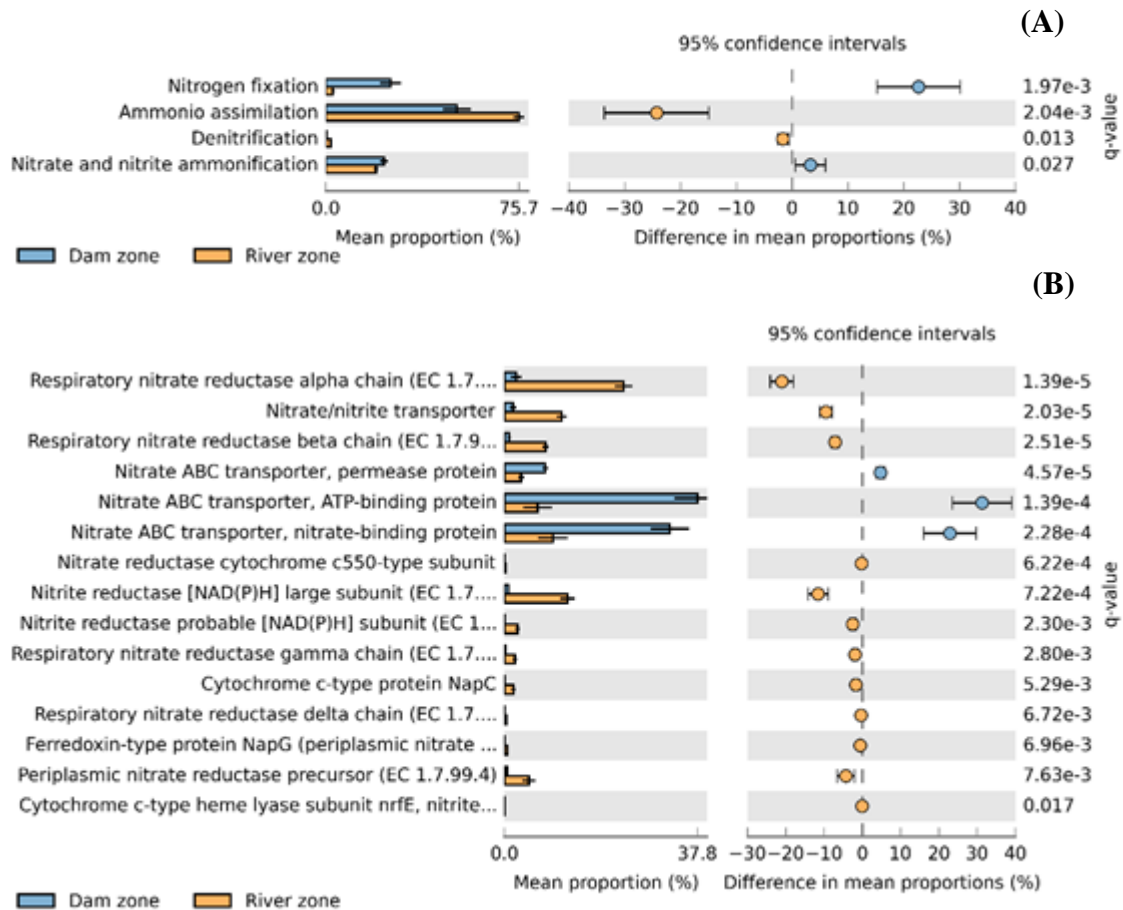 (A)
95% confidence intervals
Nitrogen fixation 1.97e-3
Ammonio assimilation 2.04e-3
Denitrification 0.013
Nitrate and nitrite ammonification 0.027
q-value
0.0 75.7 −40 −30 −20 −10 0 10 20 30 40
Mean proportion (%) Difference in mean proportions (%)
Dam zone River zone
(B)
95% confidence intervals
Respiratory nitrate reductase alpha chain (EC 1.7.... 1.39e-5
Nitrate/nitrite transporter 2.03e-5
Respiratory nitrate reductase beta chain (EC 1.7.9... 2.51e-5
Nitrate ABC transporter, permease protein 4.57e-5
Nitrate ABC transporter, ATP-binding protein 1.39e-4
Nitrate ABC transporter, nitrate-binding protein 2.28e-4
Nitrate reductase cytochrome c550-type subunit 6.22e-4
Nitrite reductase [NAD(P)H] large subunit (EC 1.7.... 7.22e-4
Nitrite reductase probable [NAD(P)H] subunit (EC 1... 2.30e-3
Respiratory nitrate reductase gamma chain (EC 1.7.... 2.80e-3
Cytochrome c-type protein NapC 5.29e-3
Respiratory nitrate reductase delta chain (EC 1.7.... 6.72e-3
Ferredoxin-type protein NapG (periplasmic nitrate ... 6.96e-3
Periplasmic nitrate reductase precursor (EC 1.7.99.4) 7.63e-3
Cytochrome c-type heme lyase subunit nrfE, nitrite... 0.017
q-value
0.0 37.8 −30−20−10 0 10 20 30 40
Mean proportion (%) Difference in mean proportions (%)
Dam zone River zone